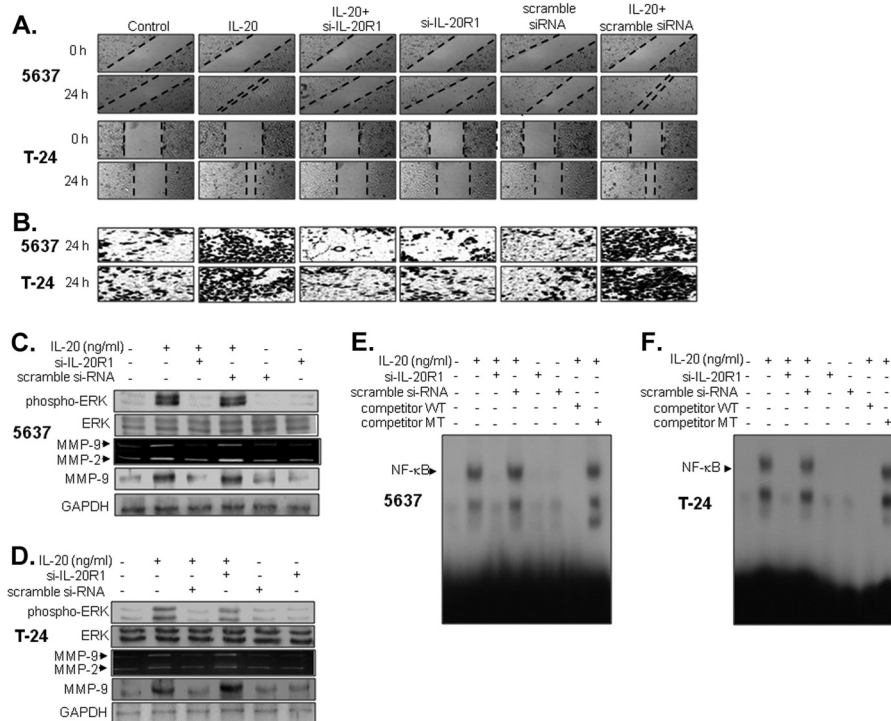 A.
Control
IL-20
IL-20+
si-IL-20R1
si-IL-20R1
scramble
siRNA
IL-20+
scramble siRNA
5637
0 h
24 h
T-24
0 h
24 h
B.
5637 24 h
T-24 24 h
C.
IL-20 (ng/ml) - + + + - -
si-IL-20R1 - - + - - +
scramble si-RNA - - - + + -
5637
phospho-ERK
ERK
MMP-9
MMP-2
MMP-9
GAPDH
D.
IL-20 (ng/ml) - + + + - -
si-IL-20R1 - - - + - +
scramble si-RNA - - + - + -
T-24
phospho-ERK
ERK
MMP-9
MMP-2
MMP-9
GAPDH
E.
IL-20 (ng/ml) - + + + - - + +
si-IL-20R1 - - + - + - - -
scramble si-RNA - - - + - + - -
competitor WT - - - - - - + -
competitor MT - - - - - - - +
NF-κB
5637
F.
IL-20 (ng/ml) - + + + - - + +
si-IL-20R1 - - + - + - - -
scramble si-RNA - - - + - + - -
competitor WT - - - - - - + -
competitor MT - - - - - - - +
NF-κB
T-24